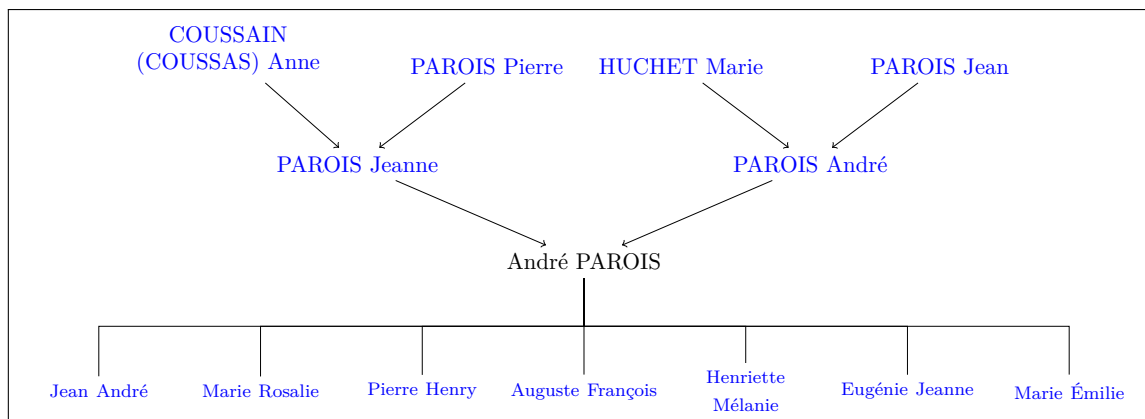 COUSSAIN
(COUSSAS) Anne
PAROIS Pierre
HUCHET Marie
PAROIS Jean
PAROIS Jeanne
PAROIS André
André PAROIS
Jean André
Marie Rosalie
Pierre Henry
Auguste François
Henriette
Mélanie
Eugénie Jeanne
Marie Émilie